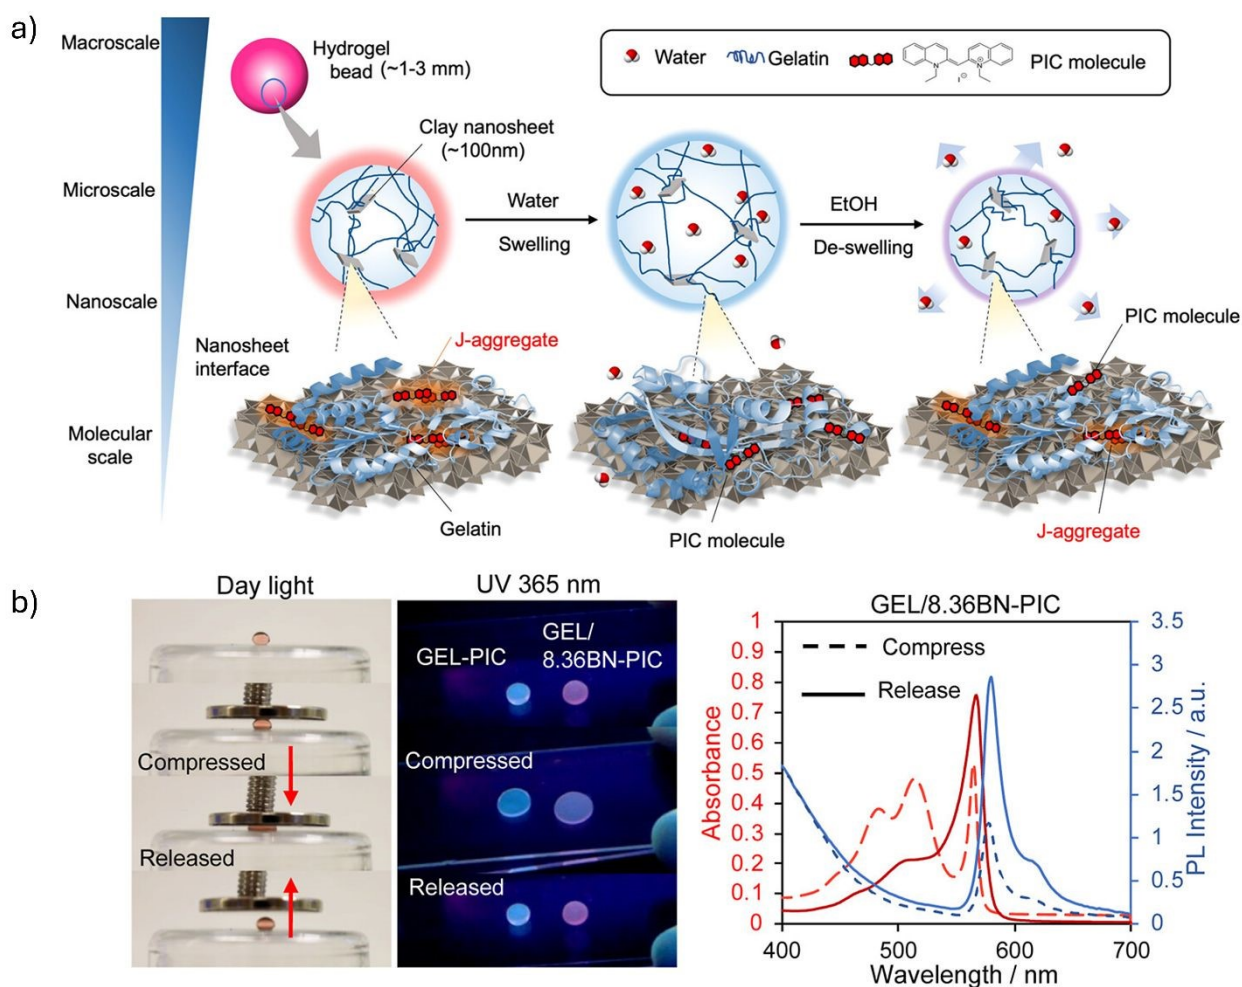 a)
Macroscale
Microscale
Nanoscale
Molecular
scale
Hydrogel
bead (~1-3 mm)
Water
Gelatin
PIC molecule
N
N
⊕
I⊖
Clay nanosheet
(~100nm)
Water
Swelling
EtOH
De-swelling
Nanosheet
interface
J-aggregate
Gelatin
PIC molecule
PIC molecule
J-aggregate
b)
Day light
Compressed
Released
UV 365 nm
GEL-PIC
GEL/
8.36BN-PIC
Compressed
Released
GEL/8.36BN-PIC
Compress
Release
Absorbance
1
0.9
0.8
0.7
0.6
0.5
0.4
0.3
0.2
0.1
0
PL Intensity / a.u.
3.5
3
2.5
2
1.5
1
0.5
0
400
500
600
700
Wavelength / nm